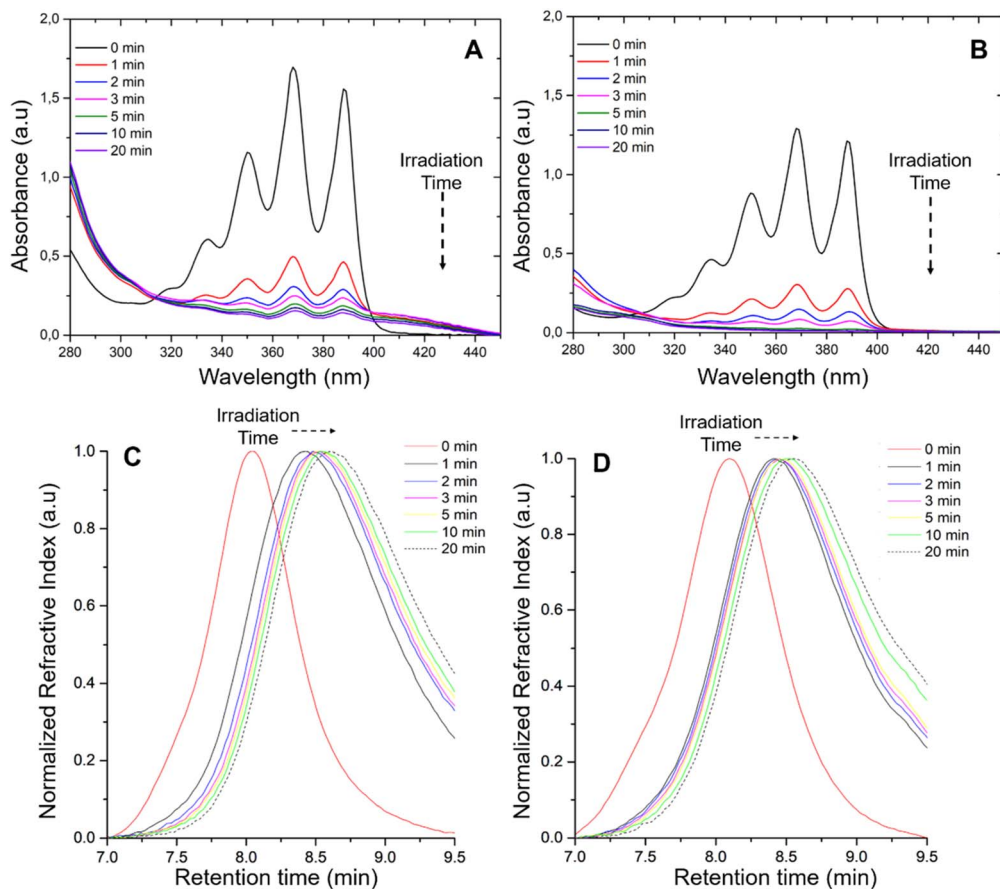 A
0 min
1 min
2 min
3 min
5 min
10 min
20 min
Irradiation
Time
Absorbance (a.u)
2,0
1,5
1,0
0,5
0,0
280 300 320 340 360 380 400 420 440
Wavelength (nm)
B
0 min
1 min
2 min
3 min
5 min
10 min
20 min
Irradiation
Time
Absorbance (a.u)
2,0
1,5
1,0
0,5
0,0
280 300 320 340 360 380 400 420 440
Wavelength (nm)
Irradiation
Time
C
0 min
1 min
2 min
3 min
5 min
10 min
20 min
Normalized Refractive Index (a.u)
1.0
0.8
0.6
0.4
0.2
0.0
7.0 7.5 8.0 8.5 9.0 9.5
Retention time (min)
Irradiation
Time
D
0 min
1 min
2 min
3 min
5 min
10 min
20 min
Normalized Refractive Index (a.u)
1.0
0.8
0.6
0.4
0.2
0.0
7.0 7.5 8.0 8.5 9.0 9.5
Retention time (min)